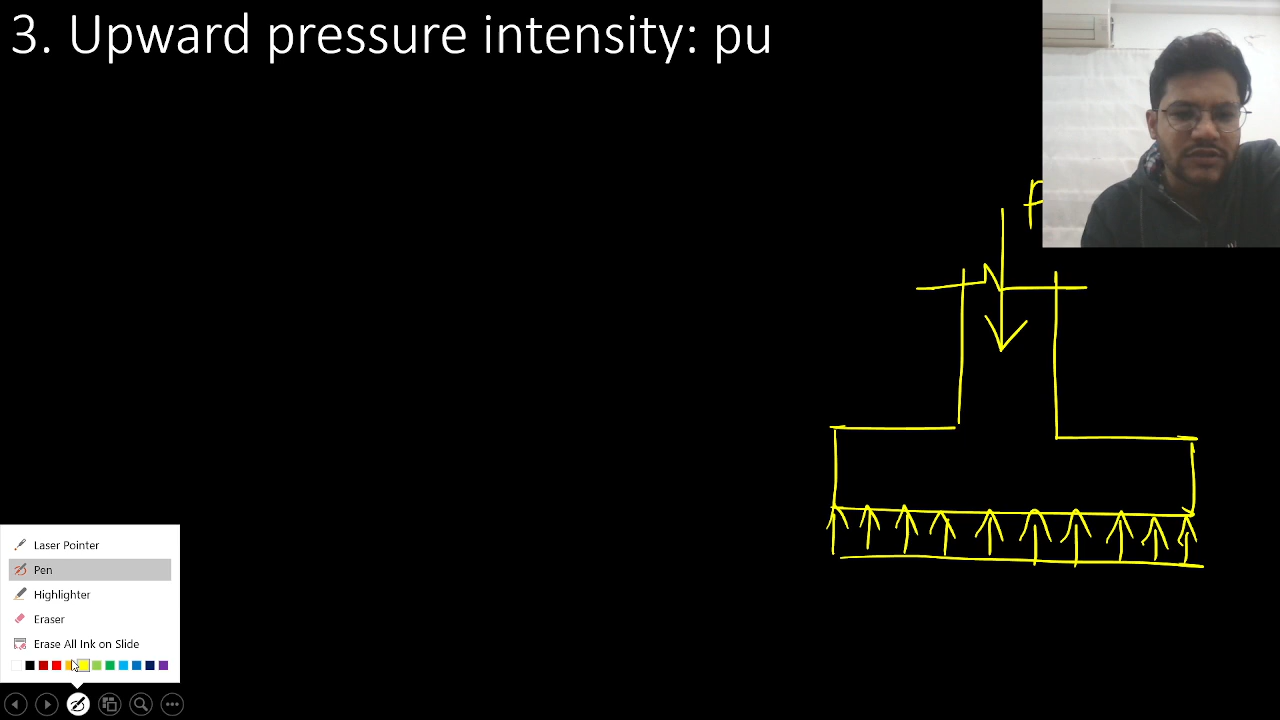 3. Upward pressure intensity: pu
Laser Pointer
Pen
Highlighter
Eraser
Erase All Ink on Slide